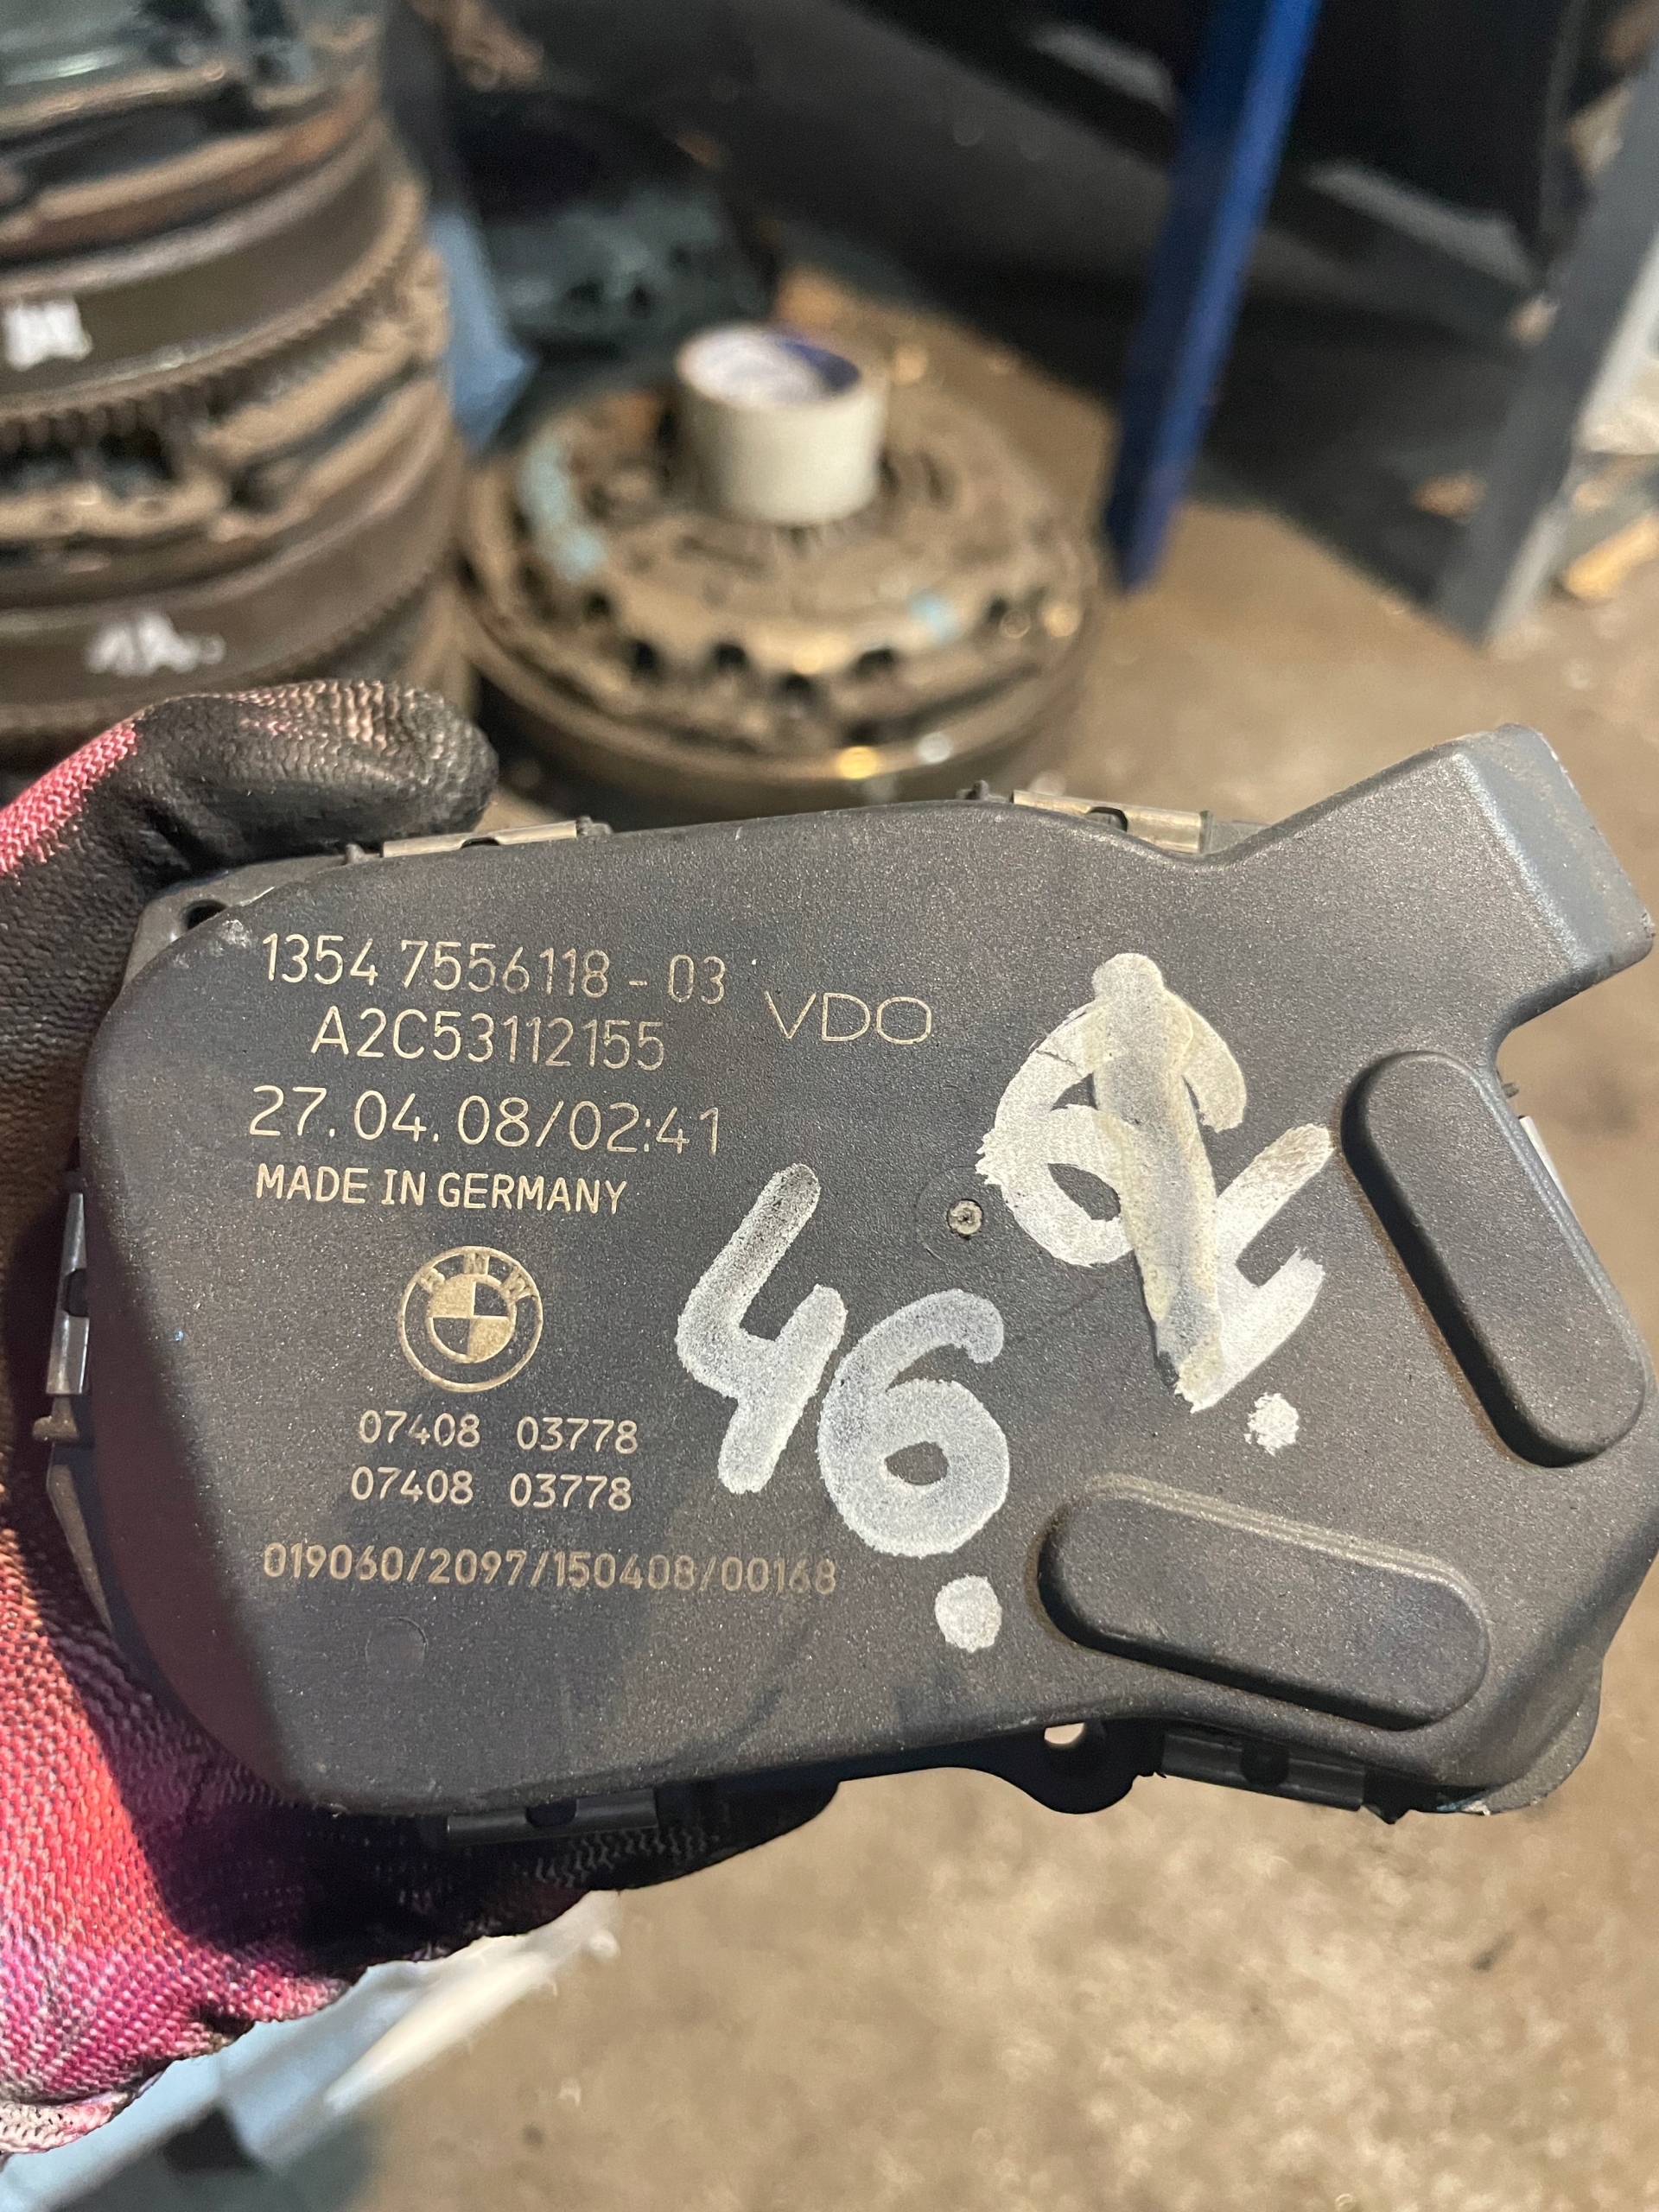 1354 7556118 - 03
A2C53112155
VDO
27.04.08/02:41
MADE IN GERMANY
BMW
07408 03778
07408 03778
019060/2097/150408/00168
46.